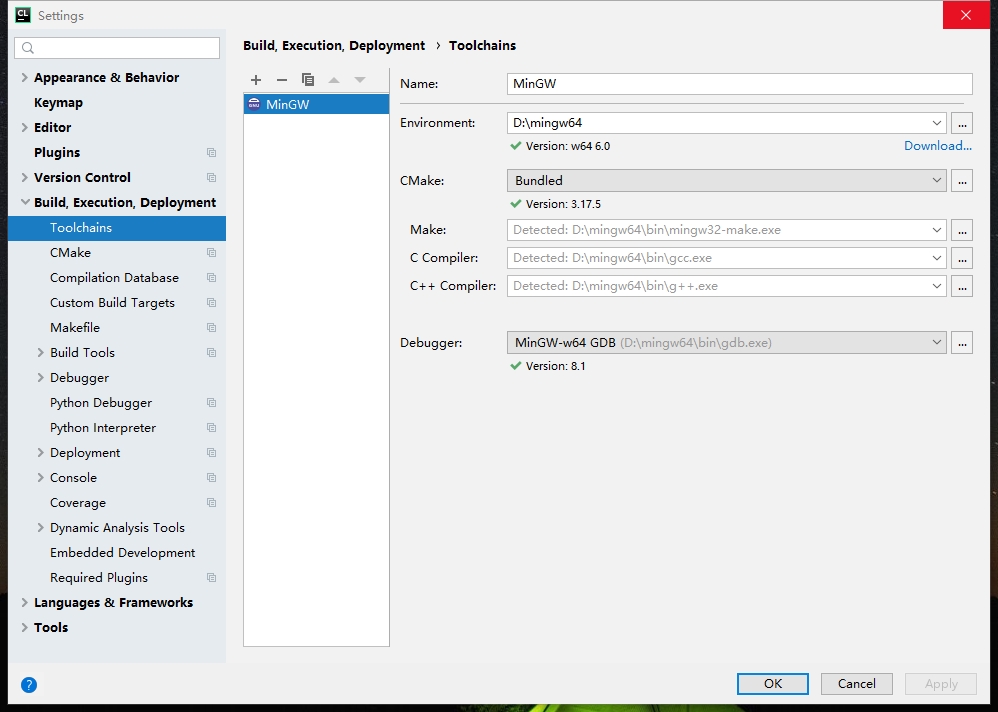 CL Settings
Build, Execution, Deployment › Toolchains
Appearance & Behavior
Keymap
Editor
Plugins
Version Control
Build, Execution, Deployment
Toolchains
CMake
Compilation Database
Custom Build Targets
Makefile
Build Tools
Debugger
Python Debugger
Python Interpreter
Deployment
Console
Coverage
Dynamic Analysis Tools
Embedded Development
Required Plugins
Languages & Frameworks
Tools
GNU MinGW
Name: MinGW
Environment: D:\mingw64 ...
Version: w64 6.0 Download...
CMake: Bundled ...
Version: 3.17.5
Make: Detected: D:\mingw64\bin\mingw32-make.exe ...
C Compiler: Detected: D:\mingw64\bin\gcc.exe ...
C++ Compiler: Detected: D:\mingw64\bin\g++.exe ...
Debugger: MinGW-w64 GDB (D:\mingw64\bin\gdb.exe) ...
Version: 8.1
? OK Cancel Apply